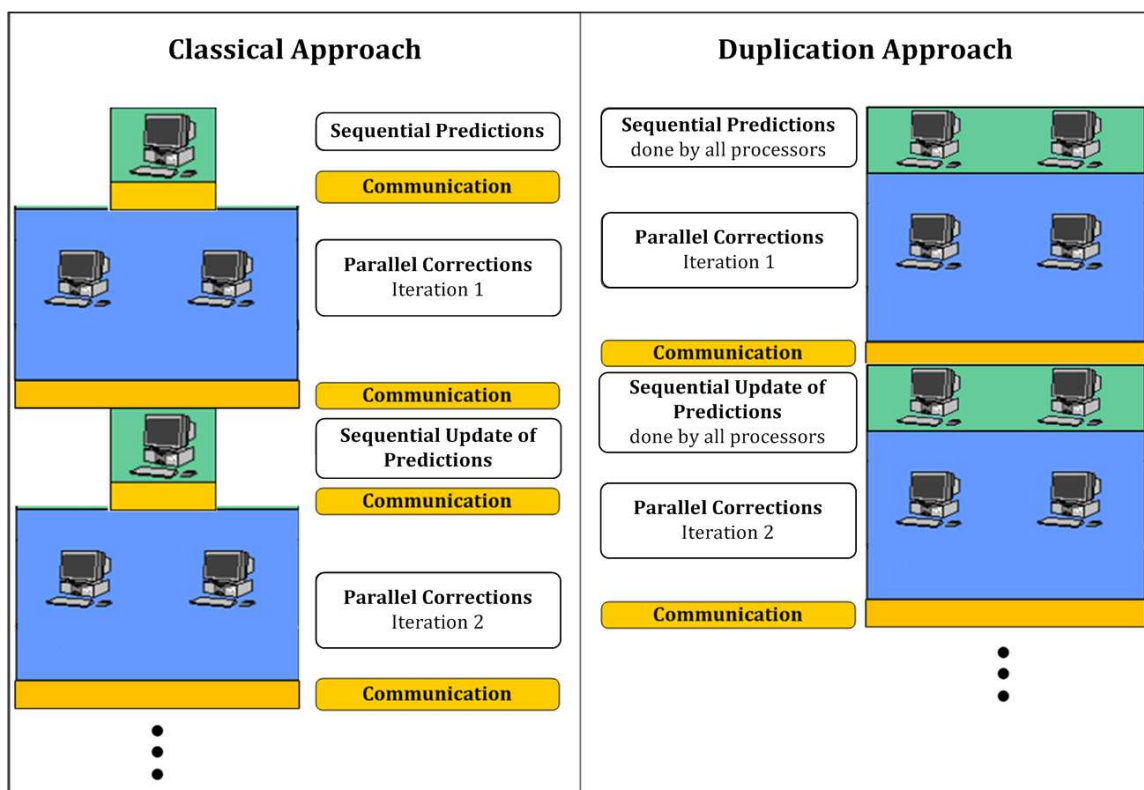 Classical Approach
Sequential Predictions
Communication
Parallel Corrections
Iteration 1
Communication
Sequential Update of
Predictions
Communication
Parallel Corrections
Iteration 2
Communication
Duplication Approach
Sequential Predictions
done by all processors
Parallel Corrections
Iteration 1
Communication
Sequential Update of
Predictions
done by all processors
Parallel Corrections
Iteration 2
Communication